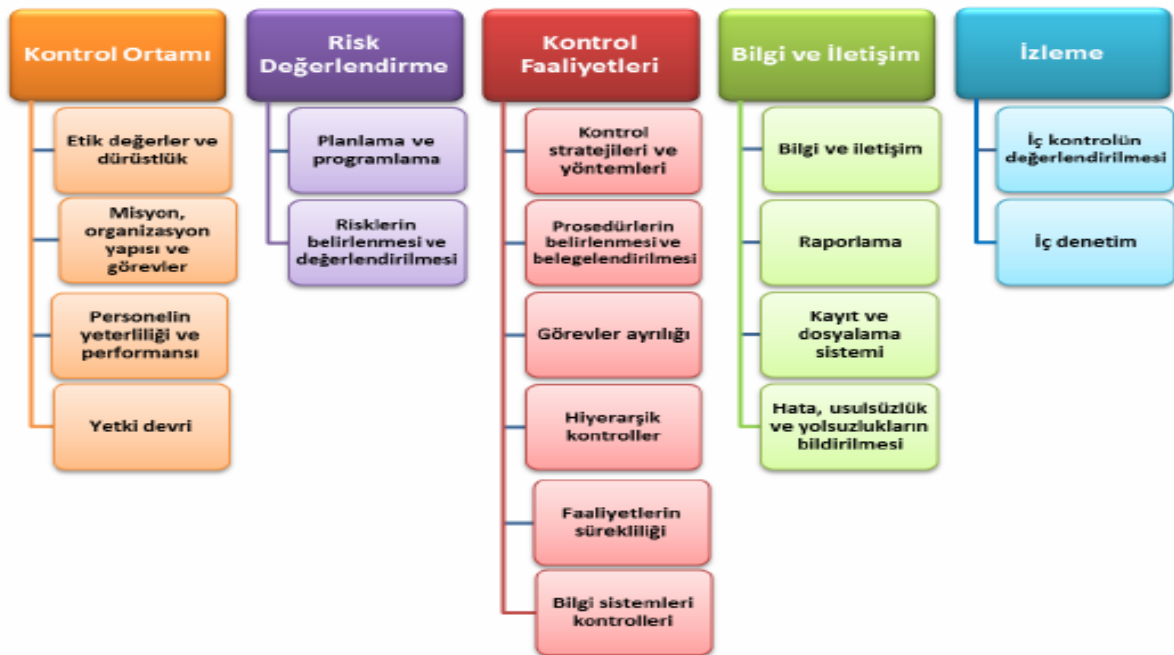 Kontrol Ortamı
Etik değerler ve
dürüstlük
Misyon,
organizasyon
yapısı ve
görevler
Personelin
yeterliliği ve
performansı
Yetki devri
Risk
Değerlendirme
Planlama ve
programlama
Risklerin
belirlenmesi ve
değerlendirilmesi
Kontrol
Faaliyetleri
Kontrol
stratejileri ve
yöntemleri
Prosedürlerin
belirlenmesi ve
belegelendirilmesi
Görevler ayrılığı
Hiyerarşik
kontroller
Faaliyetlerin
sürekliliği
Bilgi sistemleri
kontrolleri
Bilgi ve İletişim
Bilgi ve iletişim
Raporlama
Kayıt ve
dosyalama
sistemi
Hata, usulsüzlük
ve yolsuzlukların
bildirilmesi
İzleme
İç kontrolün
değerlendirilmesi
İç denetim